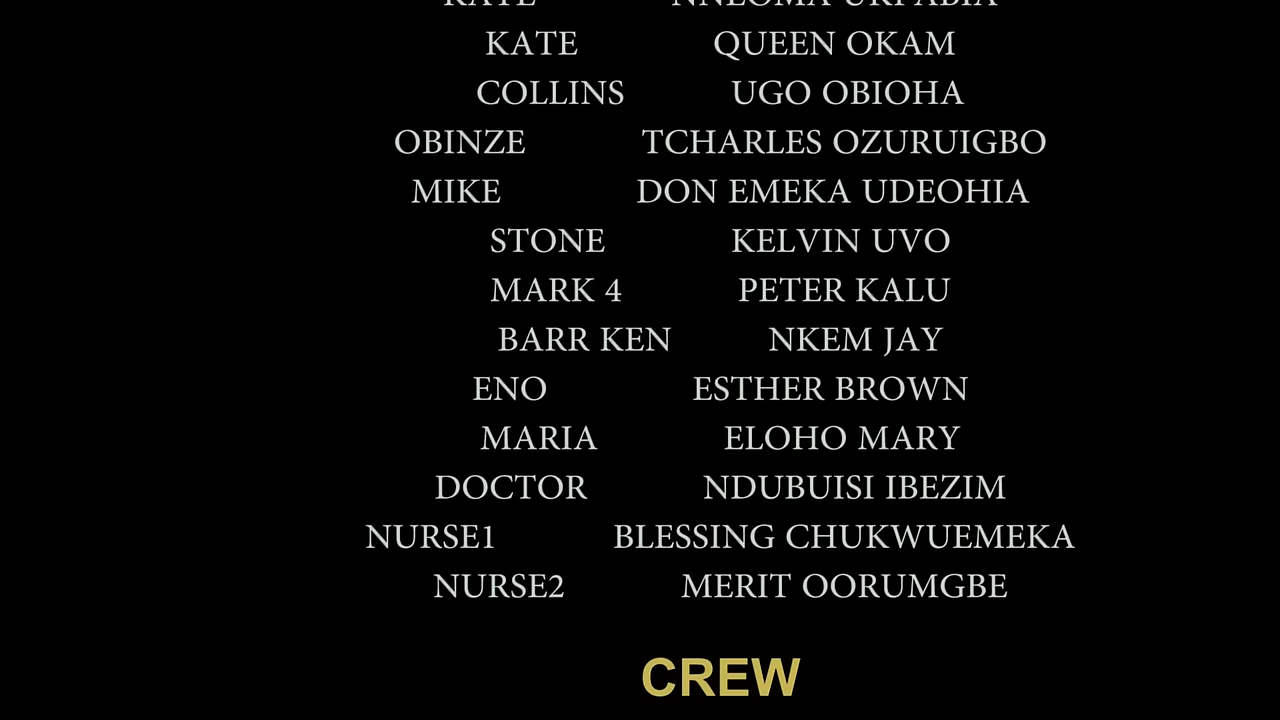 KATE QUEEN OKAM
COLLINS UGO OBIOHA
OBINZE TCHARLES OZURUIGBO
MIKE DON EMEKA UDEOHIA
STONE KELVIN UVO
MARK 4 PETER KALU
BARR KEN NKEM JAY
ENO ESTHER BROWN
MARIA ELOHO MARY
DOCTOR NDUBUISI IBEZIM
NURSE1 BLESSING CHUKWUEMEKA
NURSE2 MERIT OORUMGBE
CREW